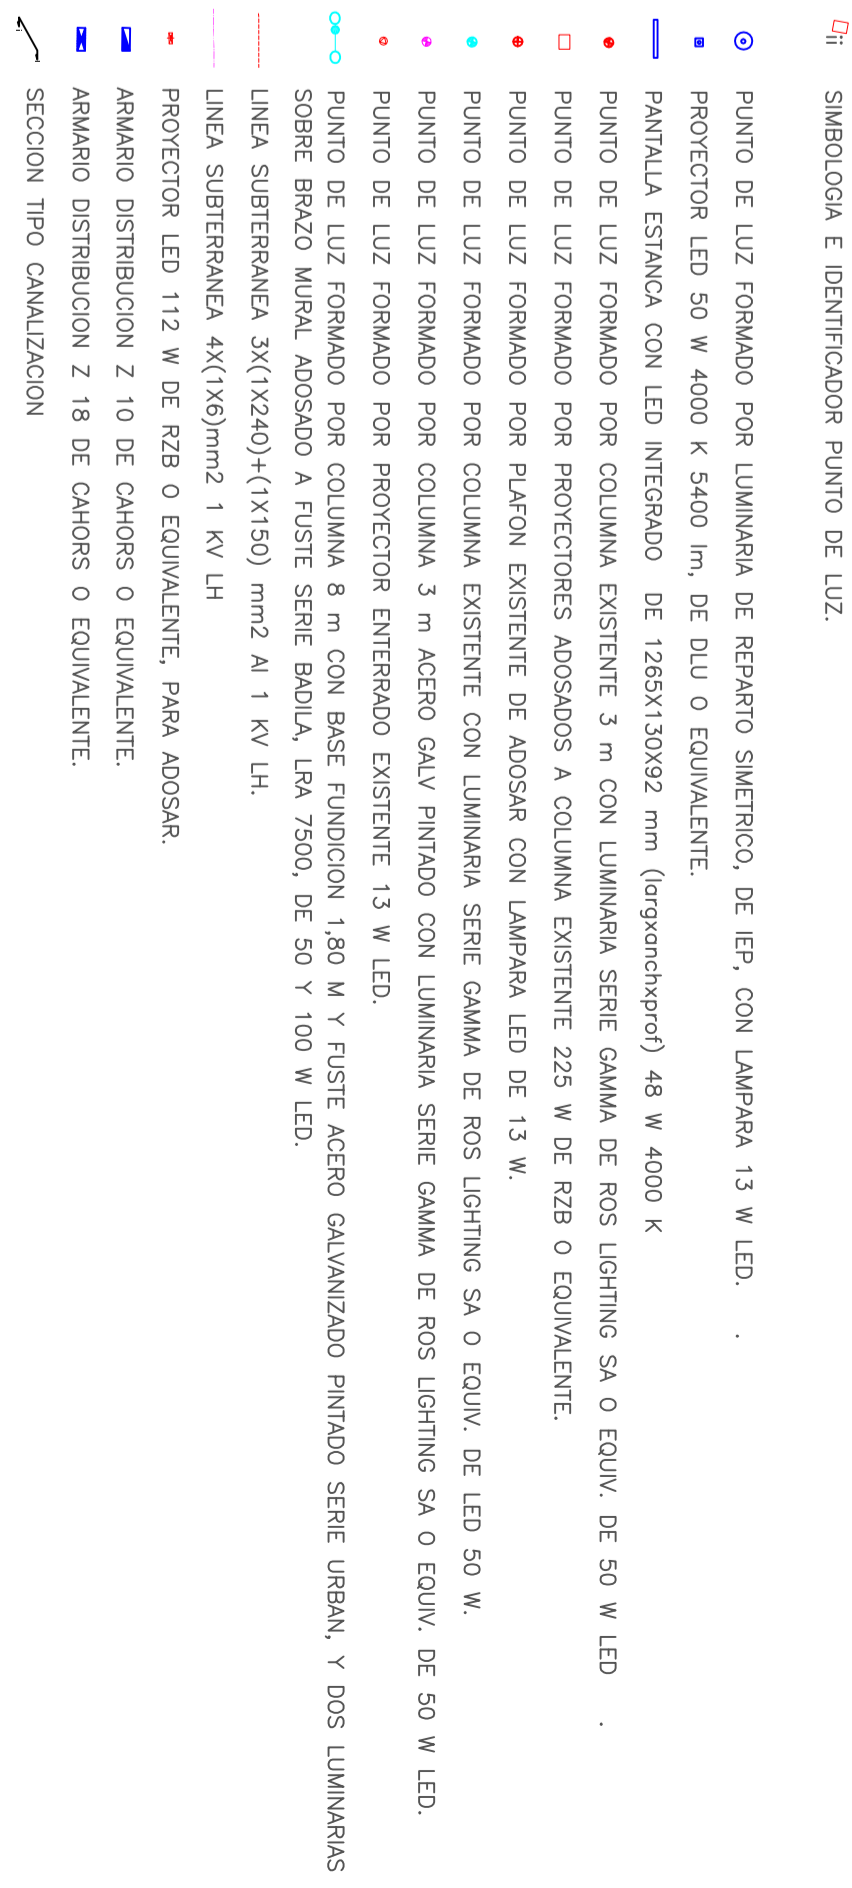 ii SIMBOLOGIA E IDENTIFICADOR PUNTO DE LUZ.
PUNTO DE LUZ FORMADO POR LUMINARIA DE REPARTO SIMETRICO, DE IEP, CON LAMPARA 13 W LED. .
PROYECTOR LED 50 W 4000 K 5400 lm, DE DLU O EQUIVALENTE.
PANTALLA ESTANCA CON LED INTEGRADO DE 1265X130X92 mm (largxanchxprof) 48 W 4000 K
PUNTO DE LUZ FORMADO POR COLUMNA EXISTENTE 3 m CON LUMINARIA SERIE GAMMA DE ROS LIGHTING SA O EQUIV. DE 50 W LED .
PUNTO DE LUZ FORMADO POR PROYECTORES ADOSADOS A COLUMNA EXISTENTE 225 W DE RZB O EQUIVALENTE.
PUNTO DE LUZ FORMADO POR PLAFON EXISTENTE DE ADOSAR CON LAMPARA LED DE 13 W.
PUNTO DE LUZ FORMADO POR COLUMNA EXISTENTE CON LUMINARIA SERIE GAMMA DE ROS LIGHTING SA O EQUIV. DE LED 50 W.
PUNTO DE LUZ FORMADO POR COLUMNA 3 m ACERO GALV PINTADO CON LUMINARIA SERIE GAMMA DE ROS LIGHTING SA O EQUIV. DE 50 W LED.
PUNTO DE LUZ FORMADO POR PROYECTOR ENTERRADO EXISTENTE 13 W LED.
PUNTO DE LUZ FORMADO POR COLUMNA 8 m CON BASE FUNDICION 1,80 M Y FUSTE ACERO GALVANIZADO PINTADO SERIE URBAN, Y DOS LUMINARIAS
SOBRE BRAZO MURAL ADOSADO A FUSTE SERIE BADILA, LRA 7500, DE 50 Y 100 W LED.
LINEA SUBTERRANEA 3X(1X240)+(1X150) mm2 Al 1 KV LH.
LINEA SUBTERRANEA 4X(1X6)mm2 1 KV LH
PROYECTOR LED 112 W DE RZB O EQUIVALENTE, PARA ADOSAR.
ARMARIO DISTRIBUCION Z 10 DE CAHORS O EQUIVALENTE.
ARMARIO DISTRIBUCION Z 18 DE CAHORS O EQUIVALENTE.
SECCION TIPO CANALIZACION